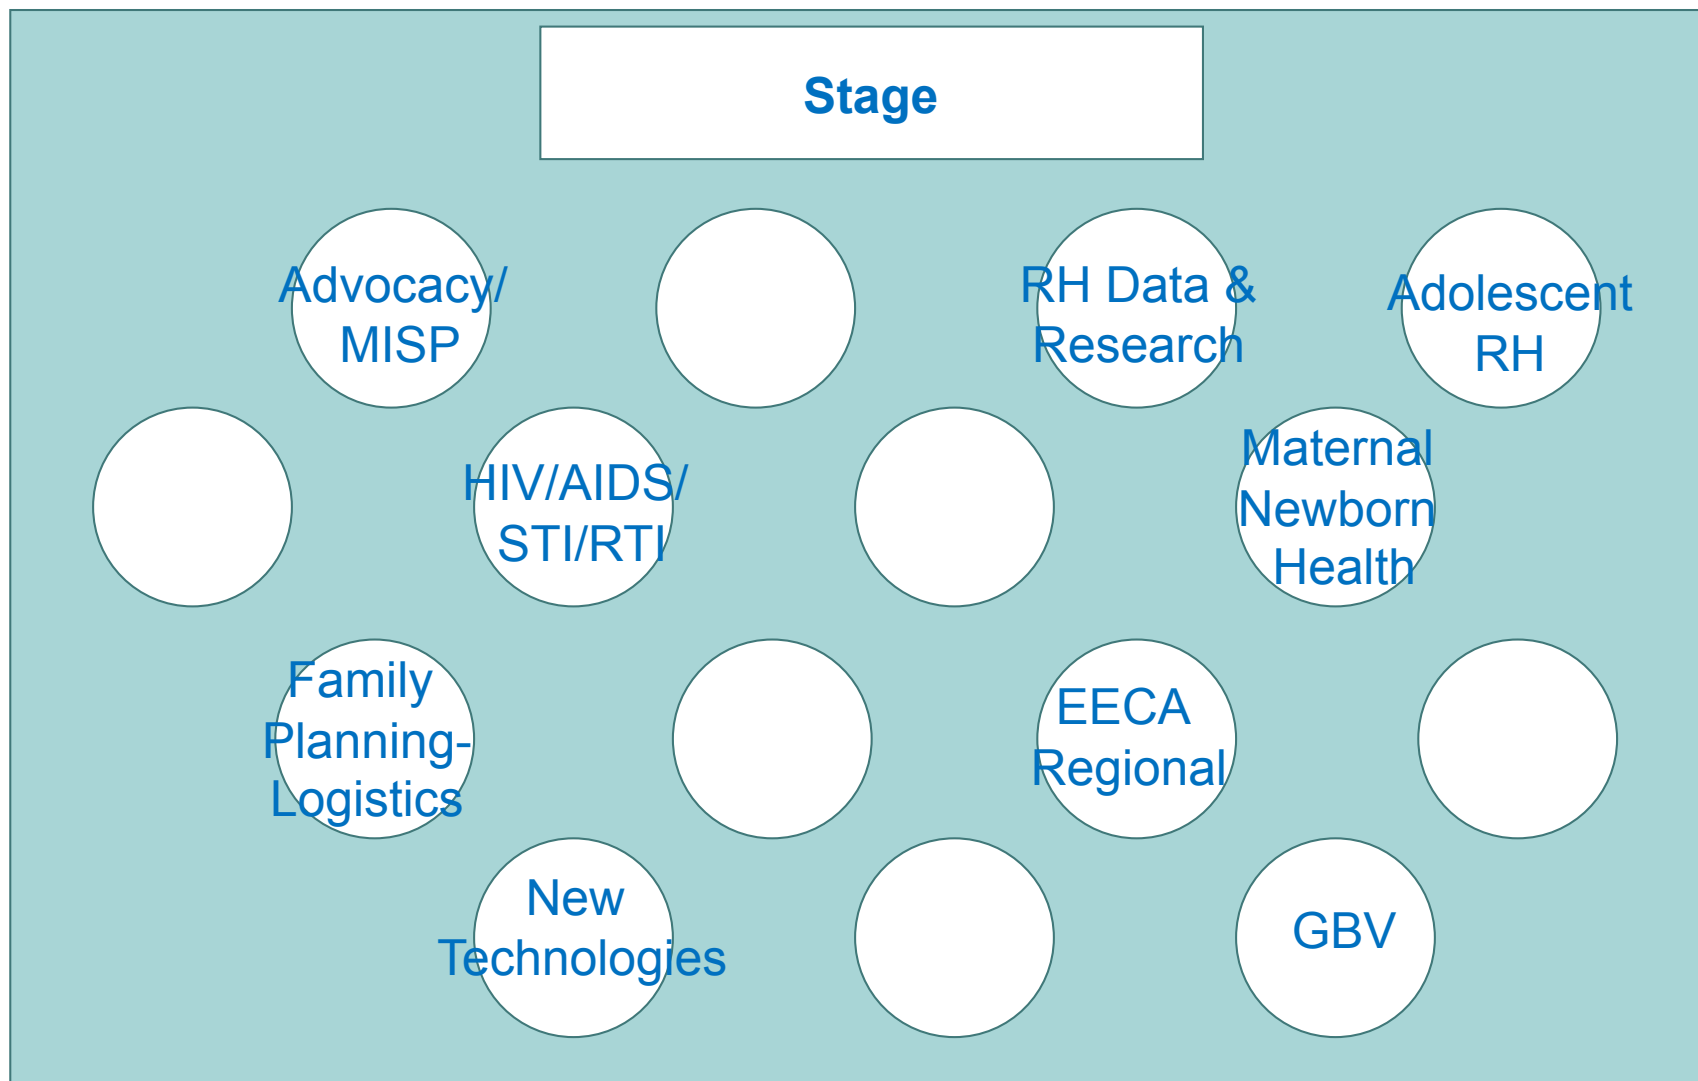 Stage
Advocacy/
MISP
RH Data &
Research
Adolescent
RH
HIV/AIDS/
STI/RTI
Maternal
Newborn
Health
Family
Planning-
Logistics
EECA
Regional
New
Technologies
GBV